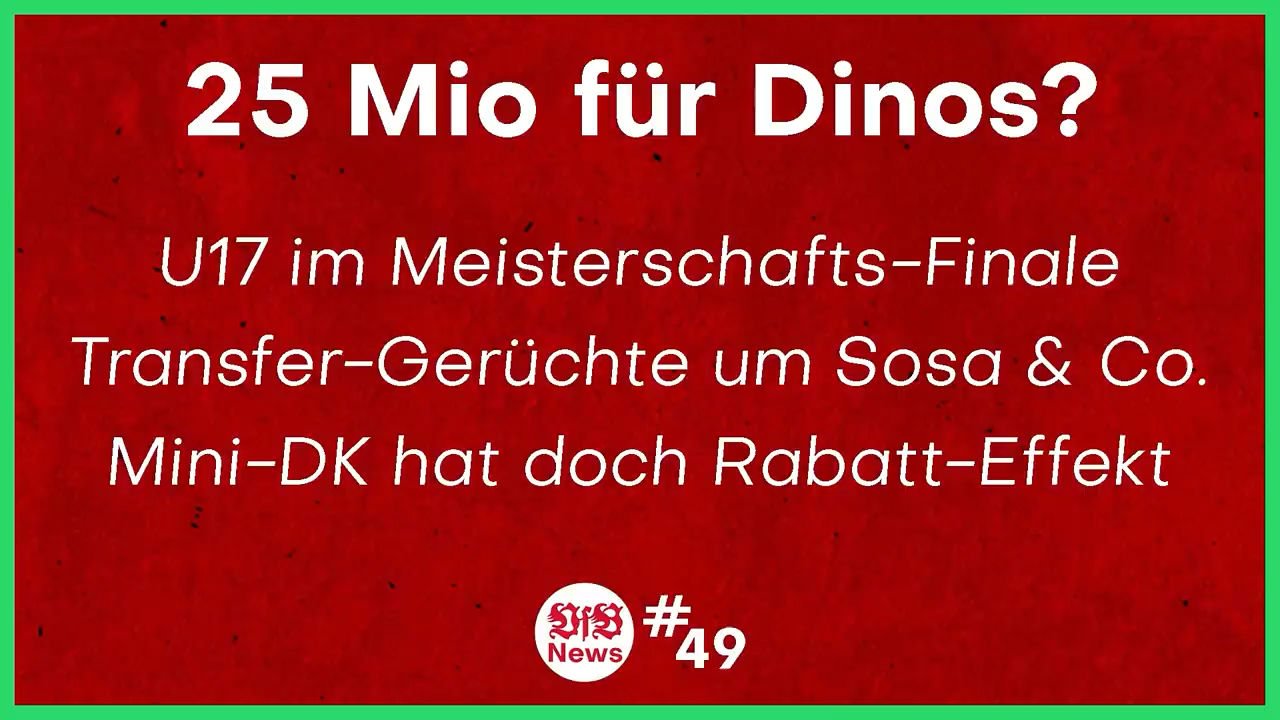 25 Mio für Dinos?
U17 im Meisterschafts-Finale
Transfer-Gerüchte um Sosa & Co.
Mini-DK hat doch Rabatt-Effekt
VfB
News
#49